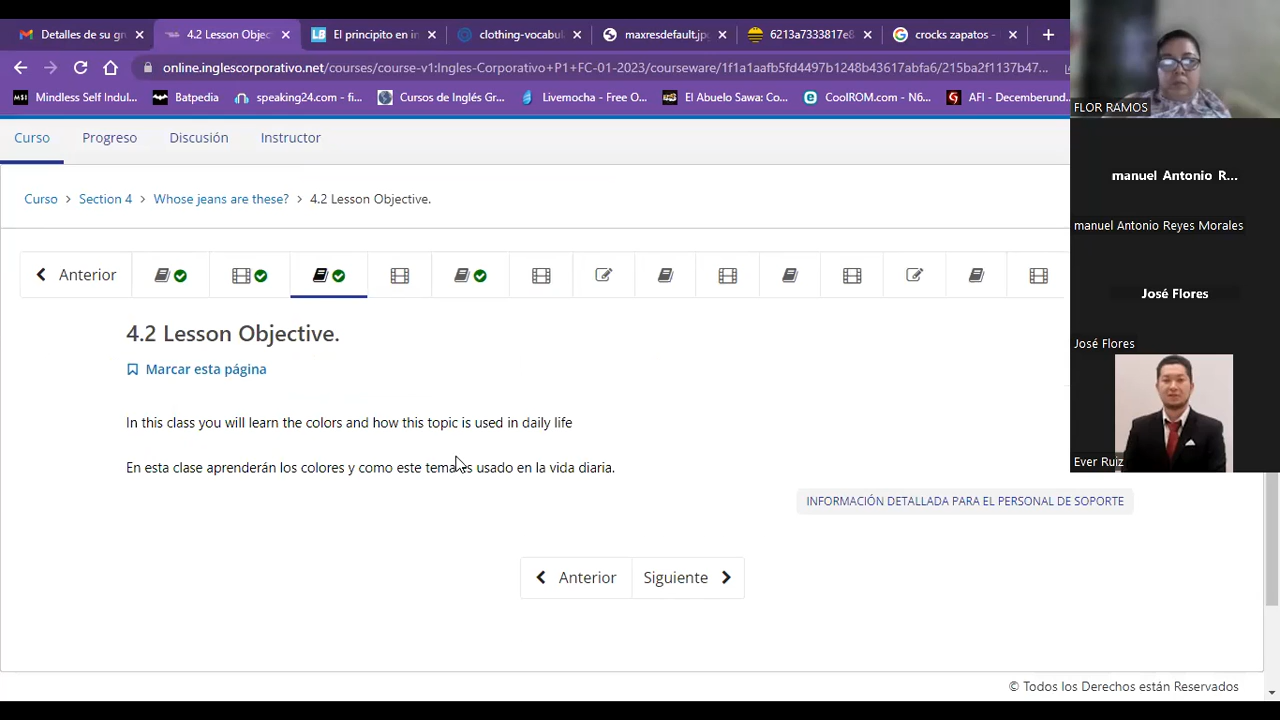 Detalles de su gn
4.2 Lesson Objec
LB El principito en in
clothing-vocabul
maxresdefault.jp
6213a7333817e8
crocks zapatos -
online.inglescorporativo.net/courses/course-v1:Ingles-Corporativo+P1+FC-01-2023/courseware/1f1a1aafb5fd4497b1248b43617abfa6/215ba2f1137b47...
MSI Mindless Self Indul...
Batpedia
speaking24.com - fi...
Cursos de Inglés Gr...
Livemocha - Free O...
El Abuelo Sawa: Co...
CoolROM.com - N6...
AFI - Decemberund
FLOR RAMOS
Curso
Progreso
Discusión
Instructor
manuel Antonio R...
manuel Antonio Reyes Morales
Curso > Section 4 > Whose jeans are these? > 4.2 Lesson Objective.
Anterior
José Flores
José Flores
4.2 Lesson Objective.
Marcar esta página
In this class you will learn the colors and how this topic is used in daily life
En esta clase aprenderán los colores y como este tema es usado en la vida diaria.
Ever Ruiz
INFORMACIÓN DETALLADA PARA EL PERSONAL DE SOPORTE
Anterior
Siguiente
© Todos los Derechos están Reservados